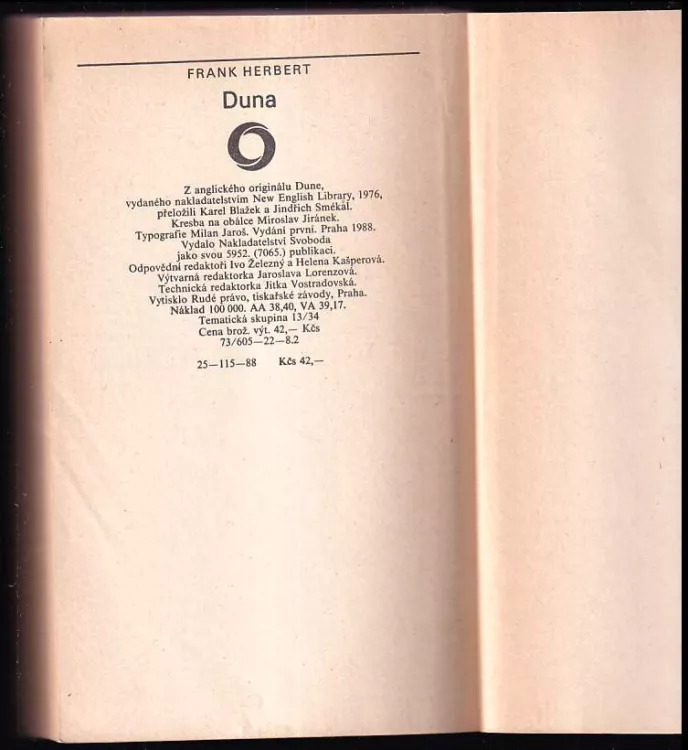 FRANK HERBERT
Duna
Z anglického originálu Dune,
vydaného nakladatelstvím New English Library, 1976,
přeložili Karel Blažek a Jindřich Smékal.
Kresba na obálce Miroslav Jiránek.
Typografie Milan Jaroš. Vydání první. Praha 1988.
Vydalo Nakladatelství Svoboda
jako svou 5952. (7065.) publikaci.
Odpovědní redaktoři Ivo Železný a Helena Kašperová.
Výtvarná redaktorka Jaroslava Lorenzová.
Technická redaktorka Jitka Vostradovská.
Vytisklo Rudé právo, tiskařské závody, Praha.
Náklad 100 000. AA 38,40, VA 39,17.
Tematická skupina 13/34
Cena brož. výt. 42,— Kčs
73/605—22—8.2
25—115—88 Kčs 42,—